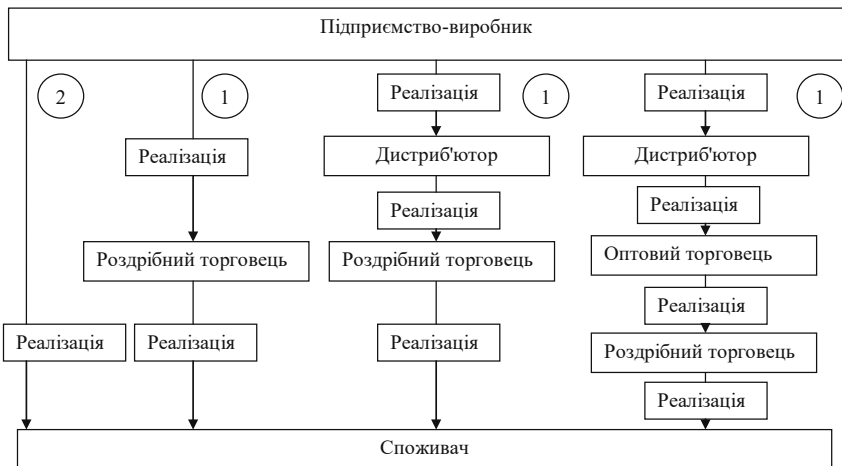 Підприємство-виробник
2
1
Реалізація
1
Реалізація
1
Реалізація
Дистриб'ютор
Дистриб'ютор
Реалізація
Реалізація
Роздрібний торговець
Роздрібний торговець
Оптовий торговець
Реалізація
Реалізація
Реалізація
Реалізація
Роздрібний торговець
Реалізація
Споживач